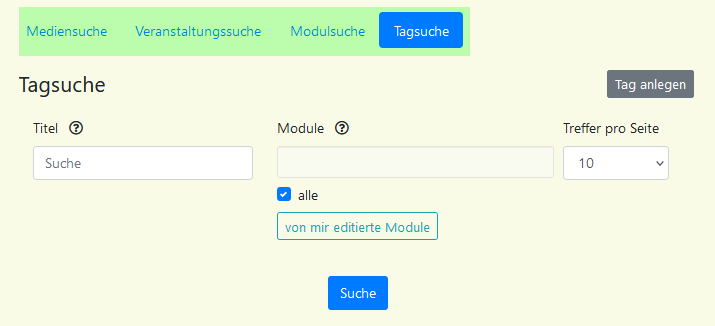 Mediensuche Veranstaltungssuche Modulsuche Tagsuche
Tagsuche Tag anlegen
Titel Module Treffer pro Seite
Suche 10
alle
von mir editierte Module
Suche